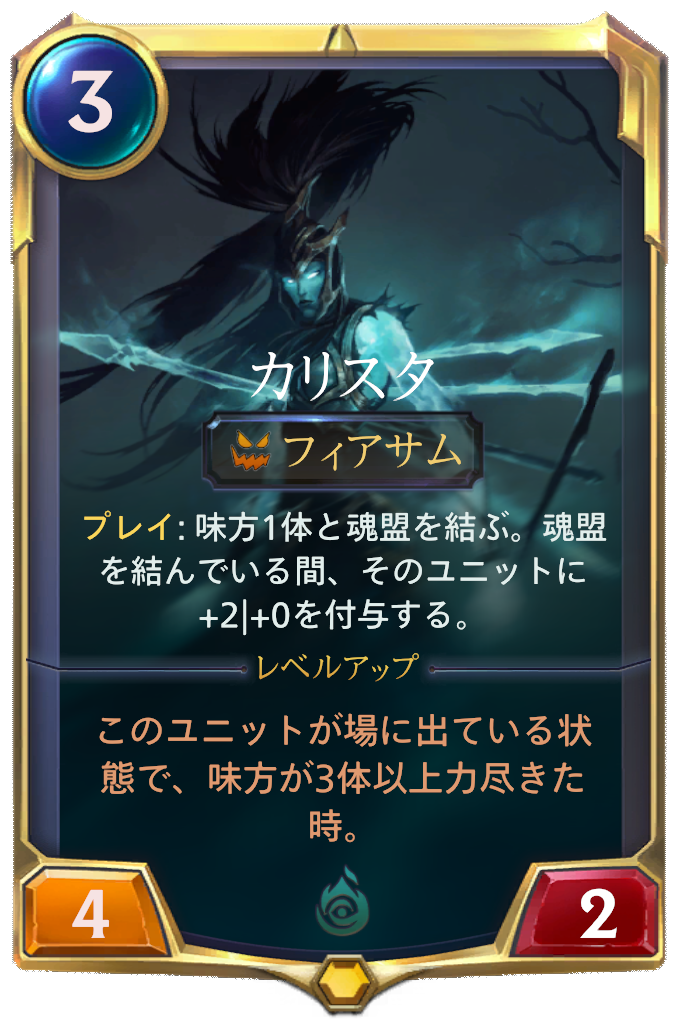 3
カリスタ
フィアサム
プレイ: 味方1体と魂盟を結ぶ。魂盟
を結んでいる間、そのユニットに
+2|+0を付与する。
レベルアップ
このユニットが場に出ている状
態で、味方が3体以上力尽きた
時。
4
2